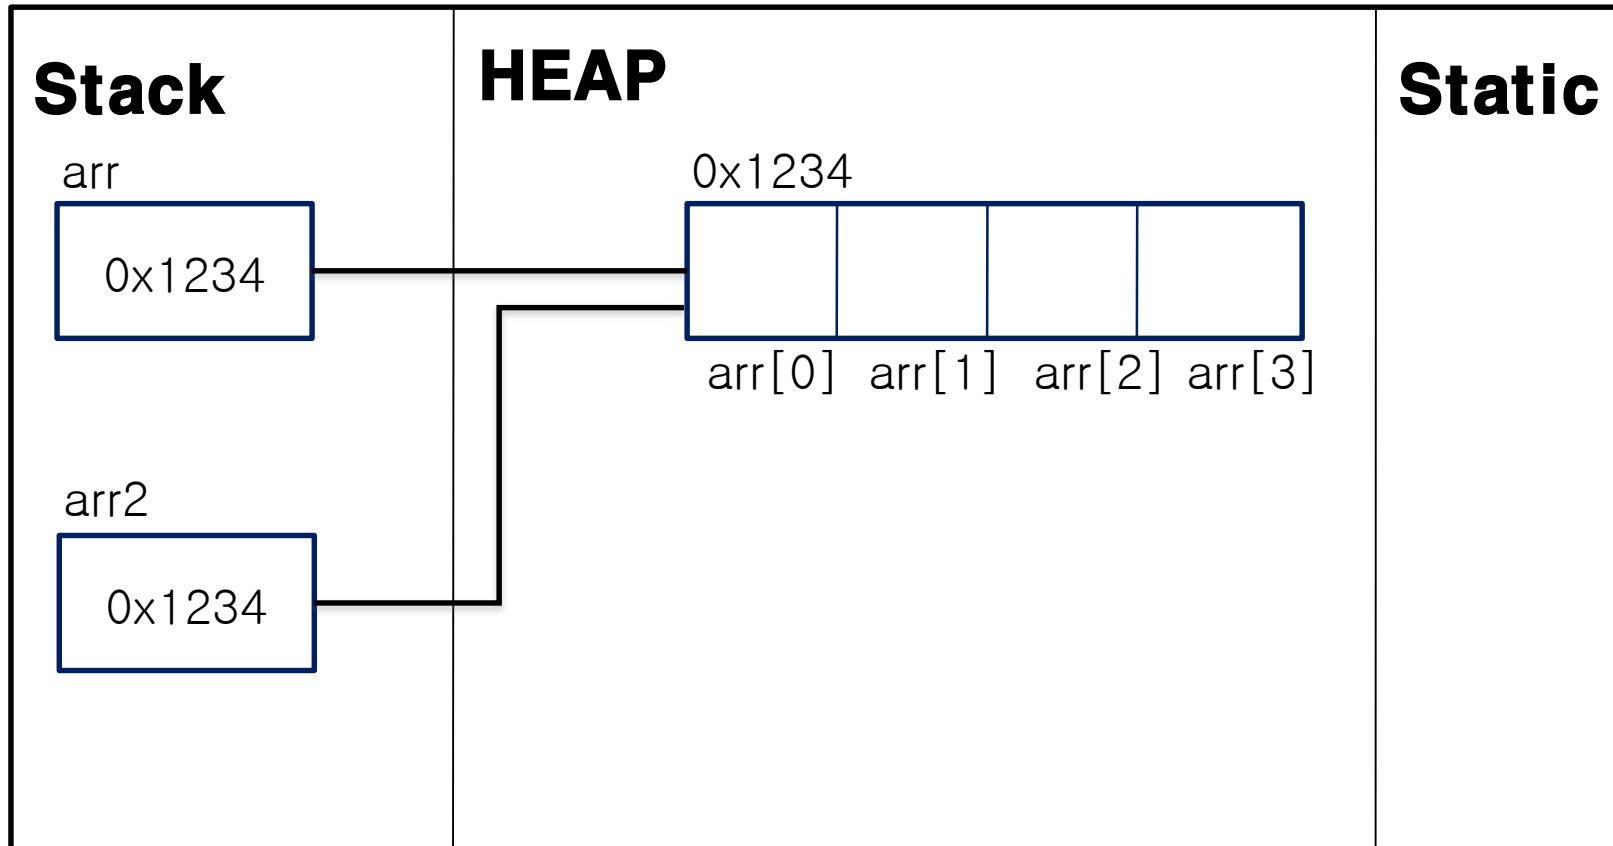 Stack
HEAP
Static
arr
0x1234
0x1234
arr[0] arr[1] arr[2] arr[3]
arr2
0x1234